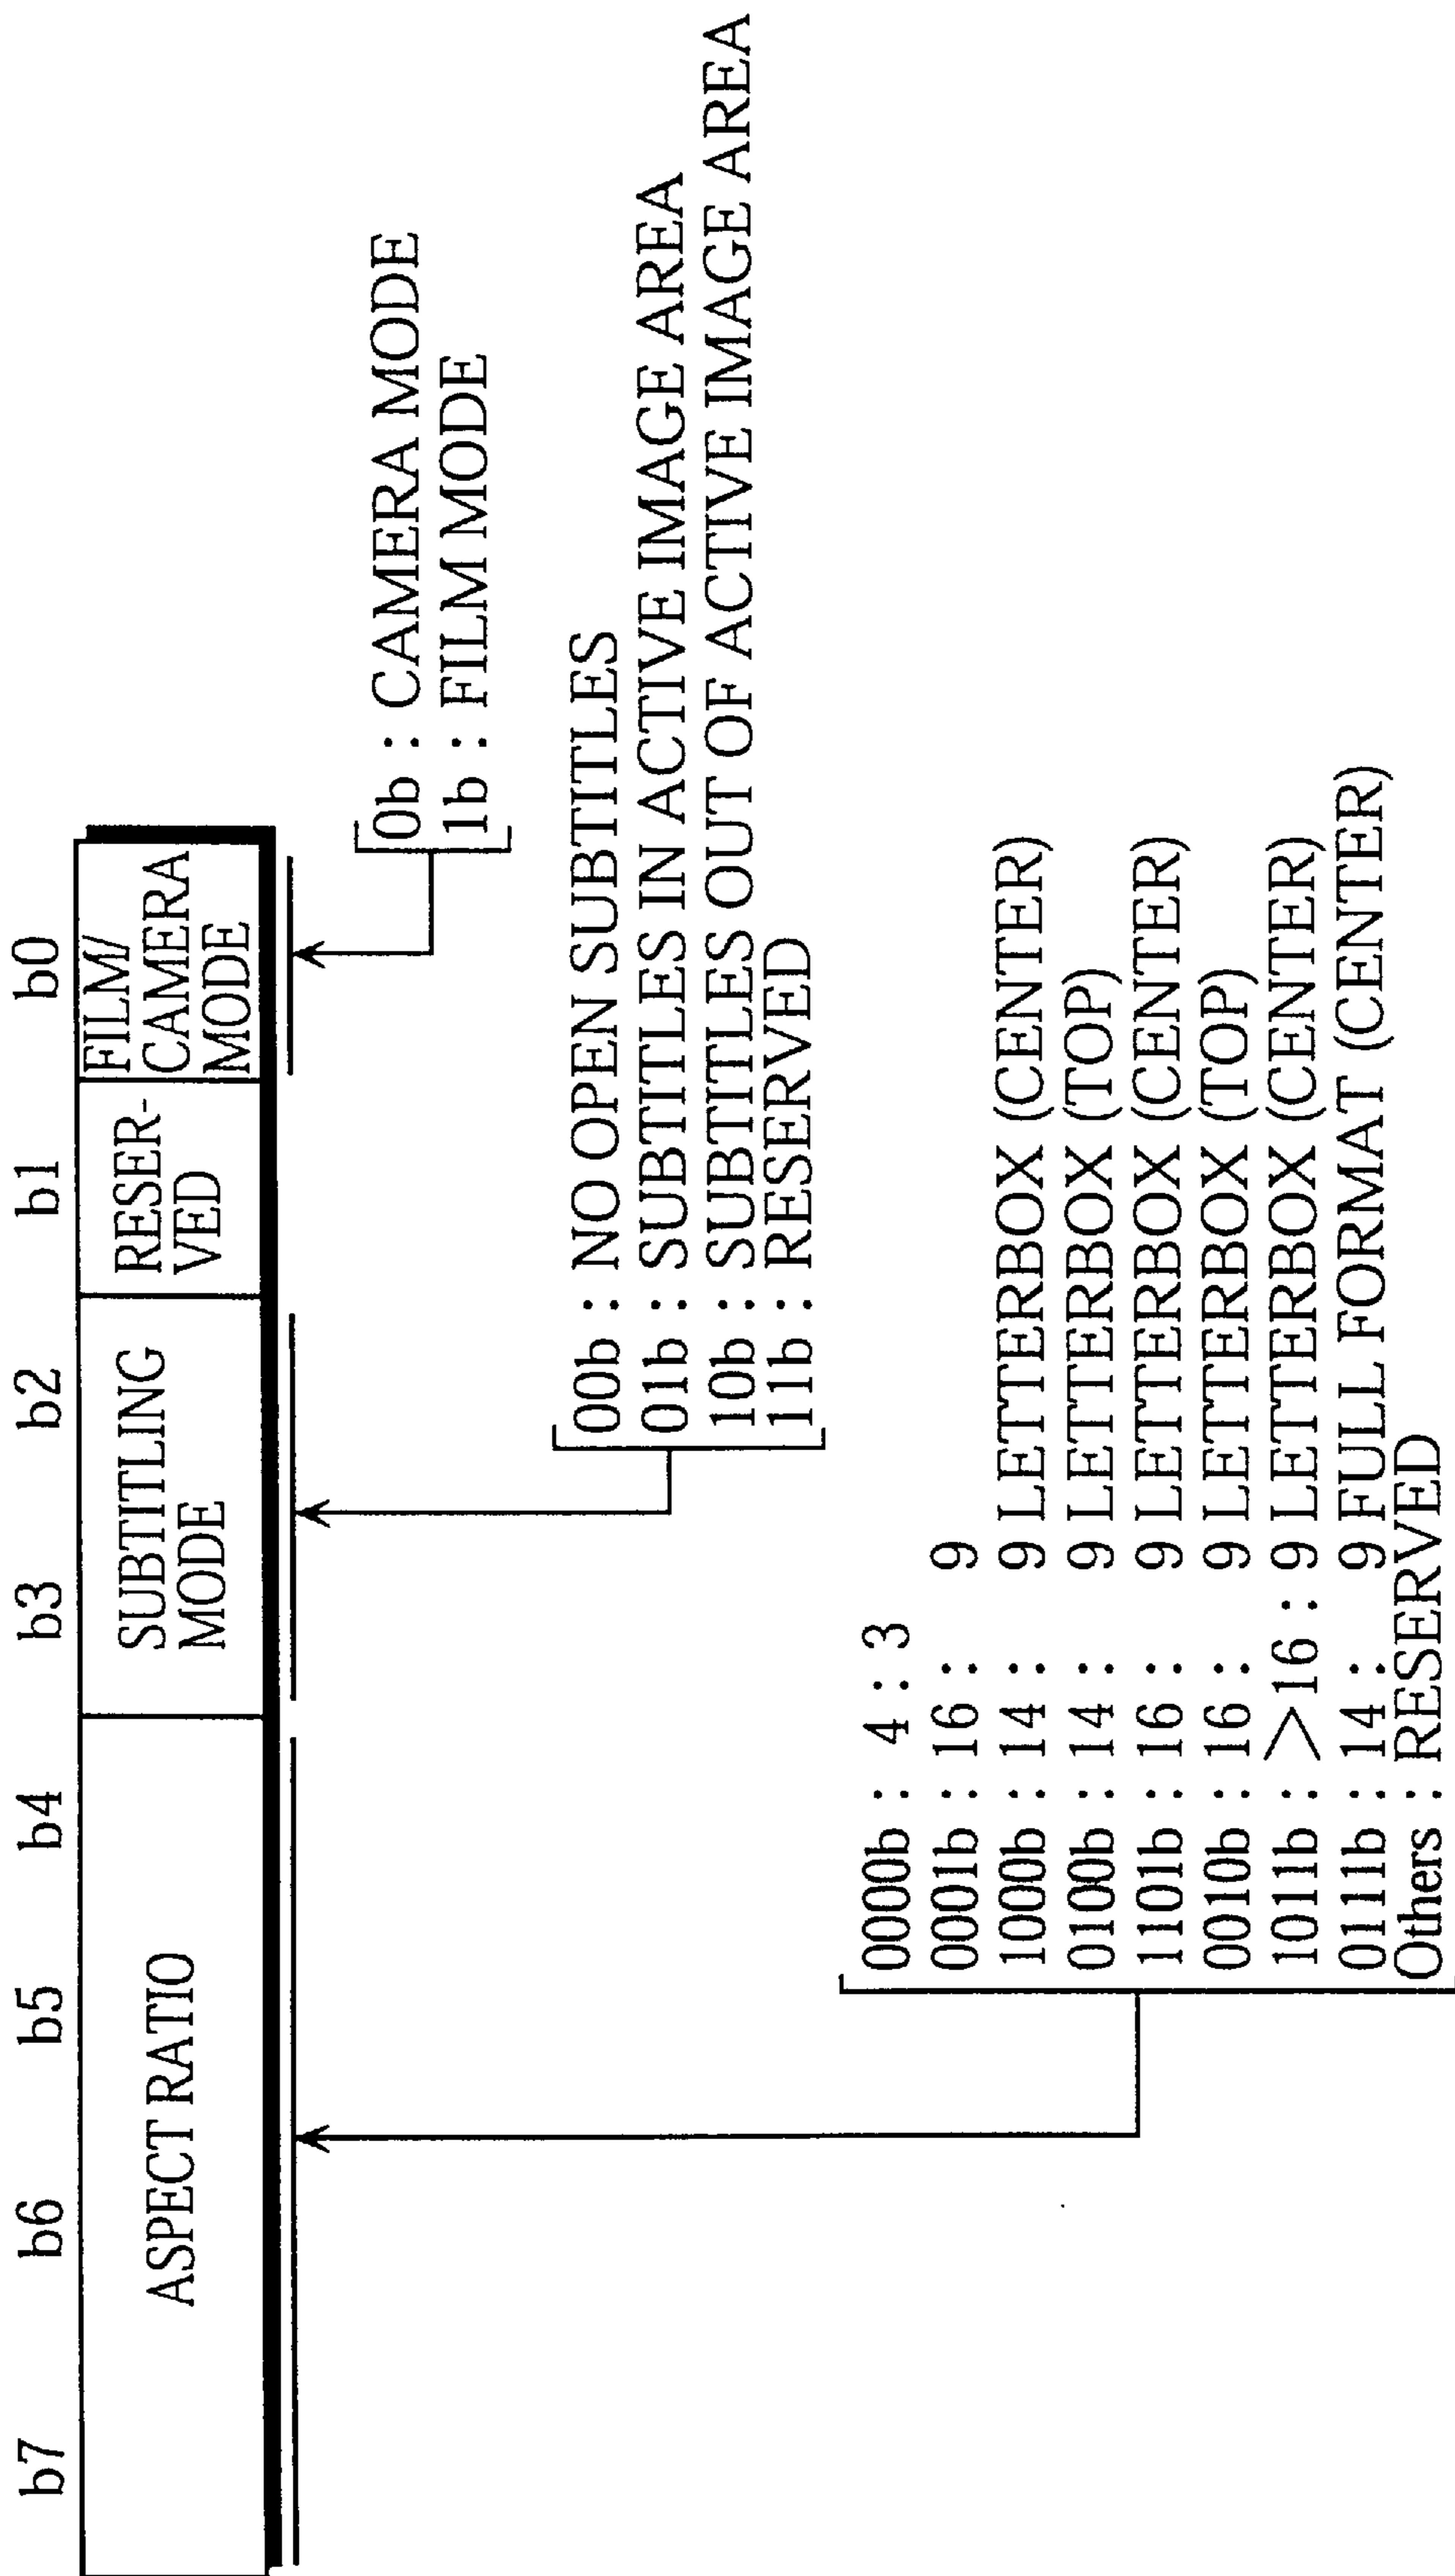 b7 b6 b5 b4 b3 b2 b1 b0
ASPECT RATIO
SUBTITLING
MODE
RESER-
VED
FILM/
CAMERA
MODE
0b : CAMERA MODE
1b : FILM MODE
00b : NO OPEN SUBTITLES
01b : SUBTITLES IN ACTIVE IMAGE AREA
10b : SUBTITLES OUT OF ACTIVE IMAGE AREA
11b : RESERVED
0000b : 4 : 3
0001b : 16 : 9
1000b : 14 : 9 LETTERBOX (CENTER)
0100b : 14 : 9 LETTERBOX (TOP)
1101b : 16 : 9 LETTERBOX (CENTER)
0010b : 16 : 9 LETTERBOX (TOP)
1011b : >16 : 9 LETTERBOX (CENTER)
0111b : 14 : 9 FULL FORMAT (CENTER)
Others : RESERVED